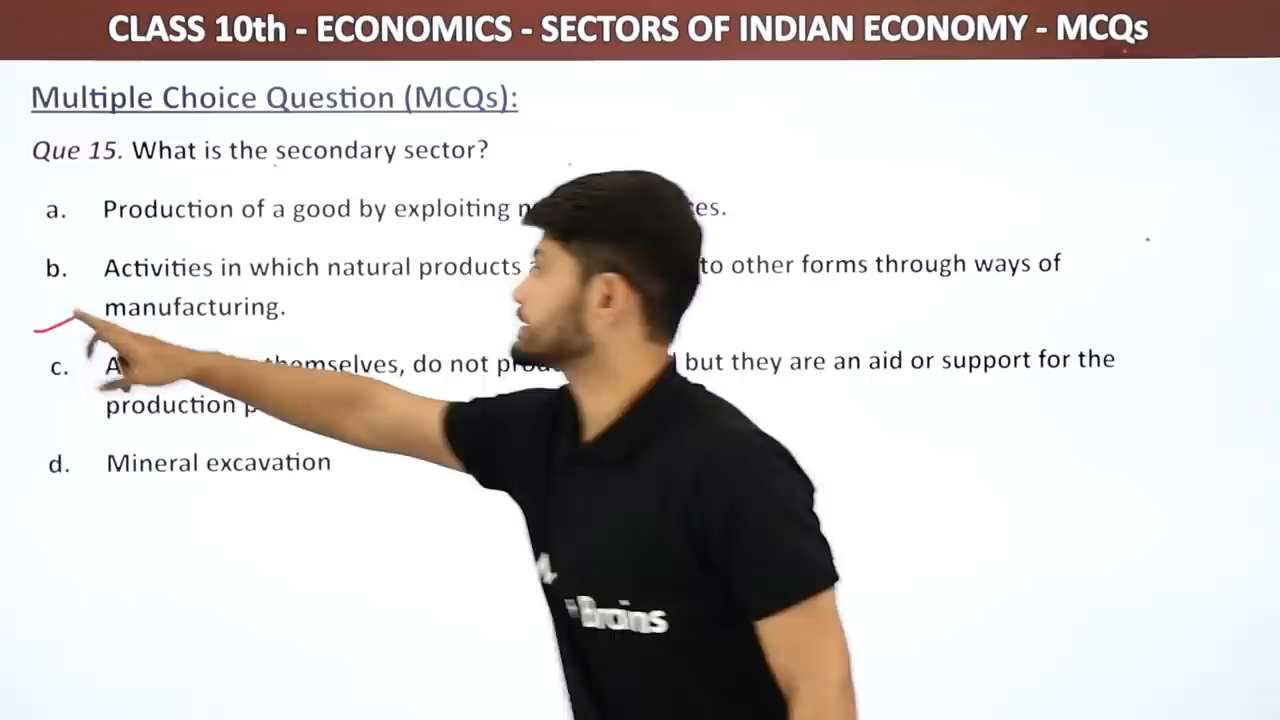 CLASS 10th - ECONOMICS - SECTORS OF INDIAN ECONOMY - MCQs
Multiple Choice Question (MCQs):
Que 15. What is the secondary sector?
a. Production of a good by exploiting
b. Activities in which natural products to other forms through ways of
manufacturing.
c. themselves, do not but they are an aid or support for the
production
d. Mineral excavation
Brains